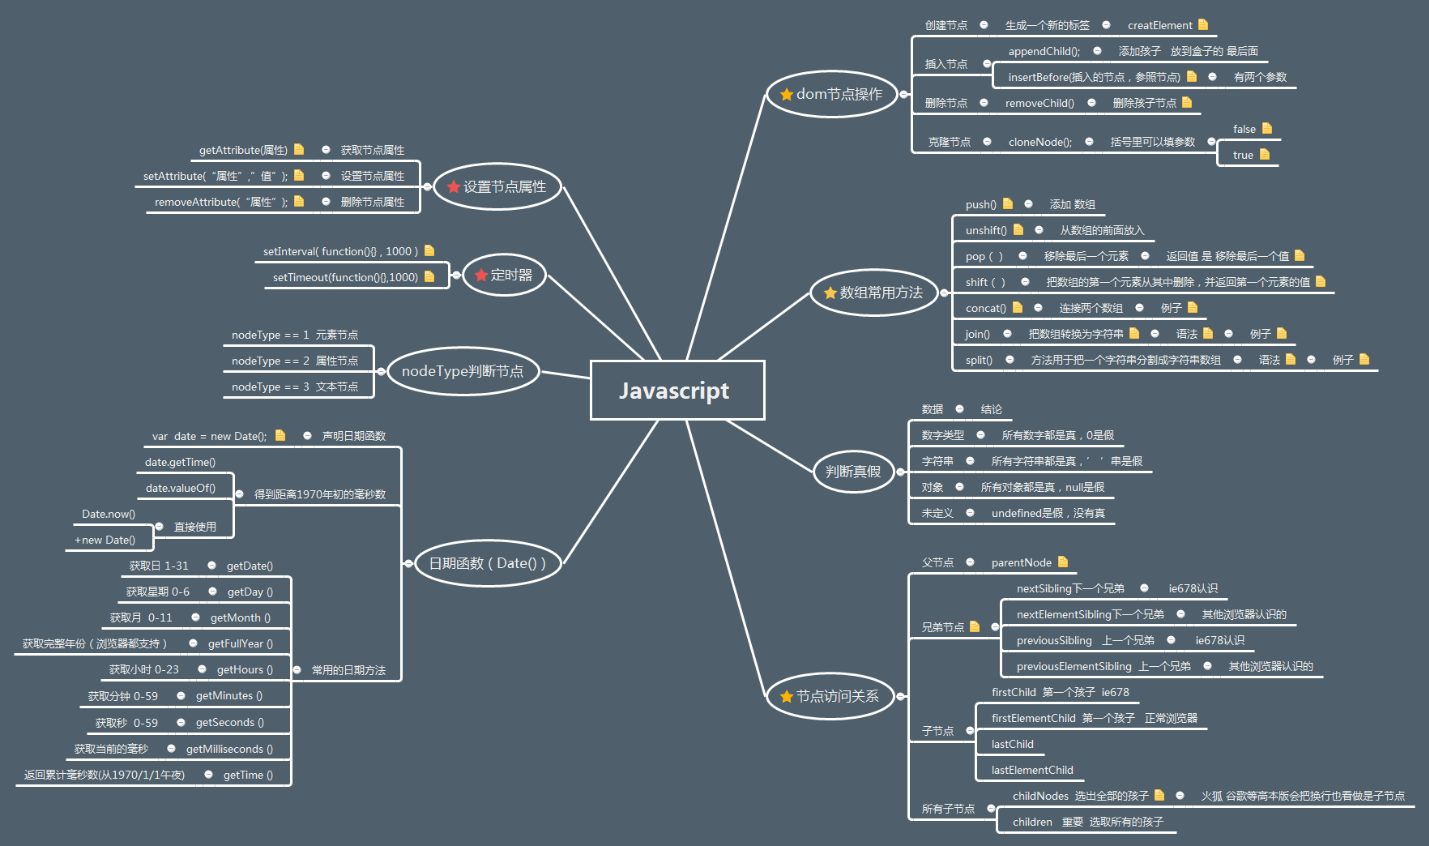 Javascript
dom节点操作
创建节点 生成一个新的标签 creatElement
插入节点
appendChild(); 添加孩子 放到盒子的 最后面
insertBefore(插入的节点，参照节点) 有两个参数
删除节点 removeChild() 删除孩子节点
克隆节点 cloneNode(); 括号里可以填参数
false
true
数组常用方法
push() 添加 数组
unshift() 从数组的前面放入
pop（ ） 移除最后一个元素 返回值 是 移除最后一个值
shift（ ） 把数组的第一个元素从其中删除，并返回第一个元素的值
concat() 连接两个数组 例子
join() 把数组转换为字符串 语法 例子
split() 方法用于把一个字符串分割成字符串数组 语法 例子
判断真假
数据 结论
数字类型 所有数字都是真，0是假
字符串 所有字符串都是真，’ ’ 串是假
对象 所有对象都是真，null是假
未定义 undefined是假，没有真
节点访问关系
父节点 parentNode
兄弟节点
nextSibling下一个兄弟 ie678认识
nextElementSibling下一个兄弟 其他浏览器认识的
previousSibling 上一个兄弟 ie678认识
previousElementSibling 上一个兄弟 其他浏览器认识的
子节点
firstChild 第一个孩子 ie678
firstElementChild 第一个孩子 正常浏览器
lastChild
lastElementChild
所有子节点
childNodes 选出全部的孩子 火狐 谷歌等高本版会把换行也看做是子节点
children 重要 选取所有的孩子
设置节点属性
getAttribute(属性) 获取节点属性
setAttribute(“属性”,”值”); 设置节点属性
removeAttribute(“属性”); 删除节点属性
定时器
setInterval( function(){} , 1000 )
setTimeout(function(){},1000)
nodeType判断节点
nodeType == 1 元素节点
nodeType == 2 属性节点
nodeType == 3 文本节点
日期函数（Date()）
var date = new Date(); 声明日期函数
得到距离1970年初的毫秒数
date.getTime()
date.valueOf()
直接使用
Date.now()
+new Date()
常用的日期方法
获取日 1-31 getDate()
获取星期 0-6 getDay ()
获取月 0-11 getMonth ()
获取完整年份（浏览器都支持） getFullYear ()
获取小时 0-23 getHours ()
获取分钟 0-59 getMinutes ()
获取秒 0-59 getSeconds ()
获取当前的毫秒 getMilliseconds ()
返回累计毫秒数(从1970/1/1午夜) getTime ()